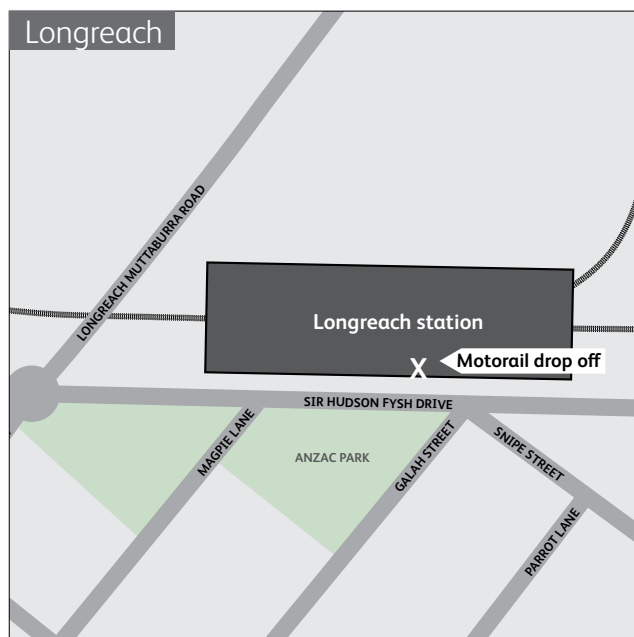 Longreach
LONGREACH MUTTABURRA ROAD
Longreach station
X
Motorail drop off
SIR HUDSON FYSH DRIVE
MAGPIE LANE
ANZAC PARK
GALAH STREET
SNIPE STREET
PARROT LANE